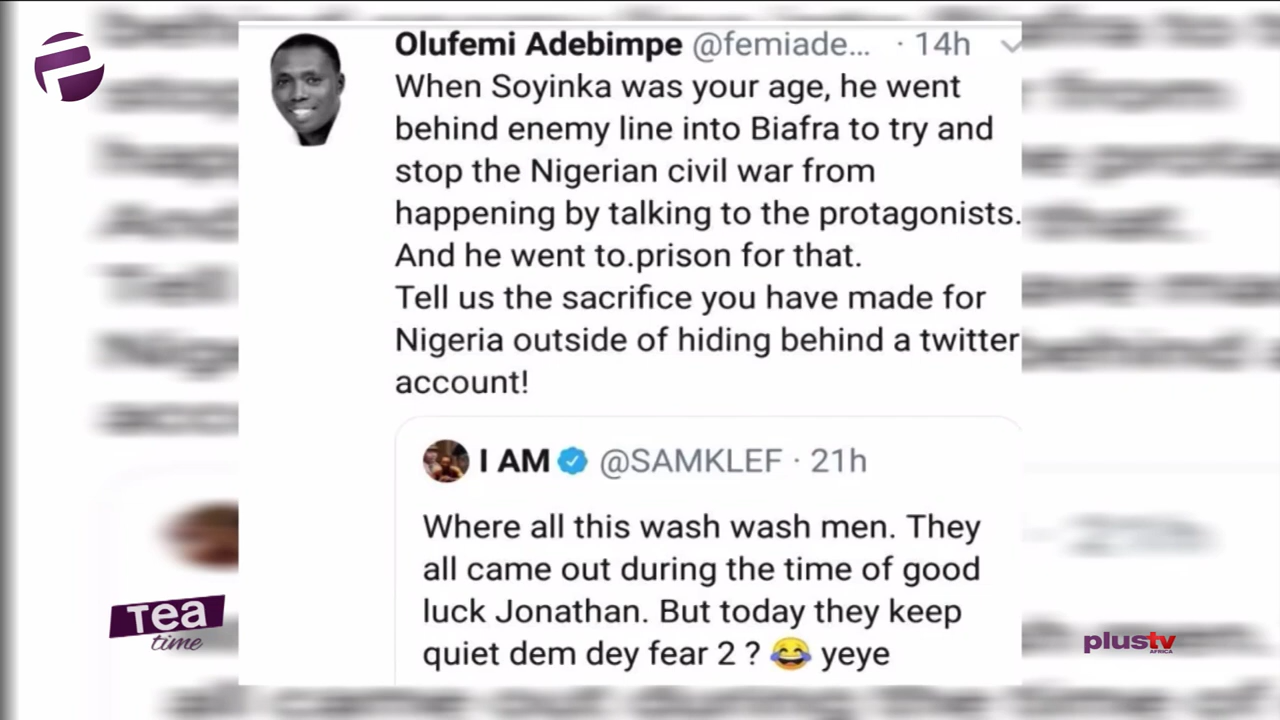 Olufemi Adebimpe @femiade... · 14h
When Soyinka was your age, he went
behind enemy line into Biafra to try and
stop the Nigerian civil war from
happening by talking to the protagonists.
And he went to.prison for that.
Tell us the sacrifice you have made for
Nigeria outside of hiding behind a twitter
account!
I AM @SAMKLEF · 21h
Where all this wash wash men. They
all came out during the time of good
luck Jonathan. But today they keep
quiet dem dey fear 2 ? 😂 yeye
Tea
time
plustv
AFRICA